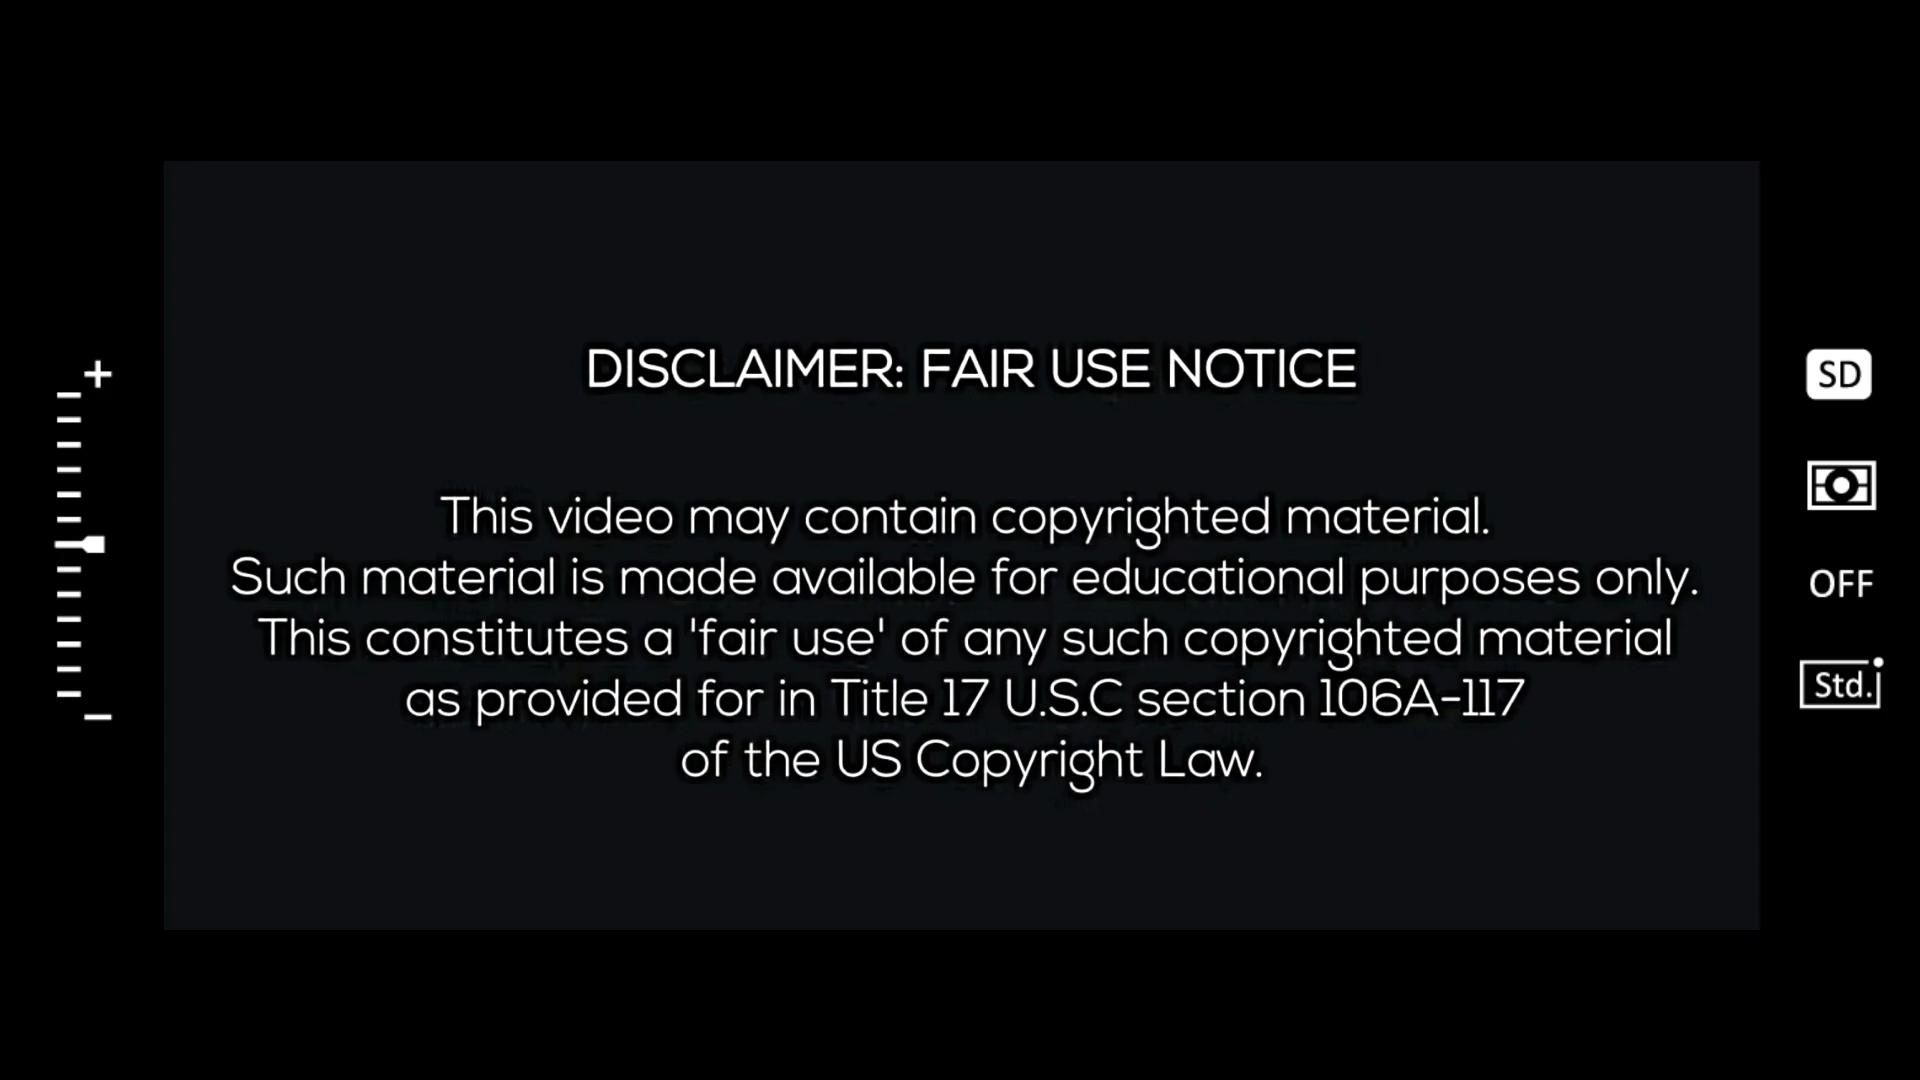 DISCLAIMER: FAIR USE NOTICE
This video may contain copyrighted material.
Such material is made available for educational purposes only.
This constitutes a 'fair use' of any such copyrighted material
as provided for in Title 17 U.S.C section 106A-117
of the US Copyright Law.
+
–
SD
OFF
Std.